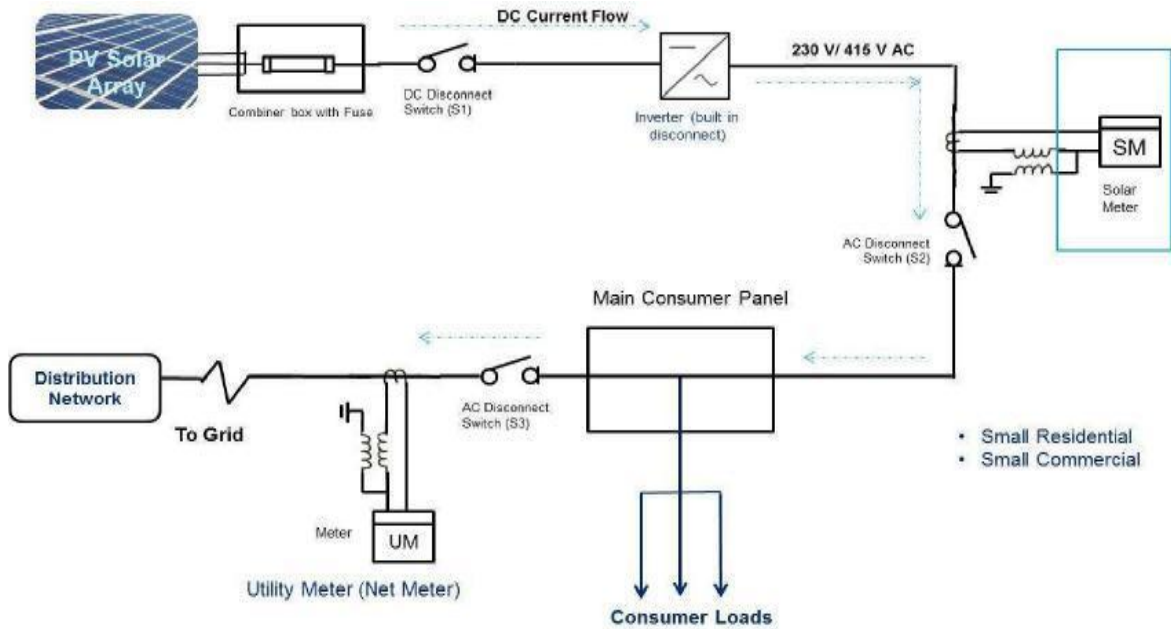 PV Solar
Array
Combiner box with Fuse
DC Current Flow
DC Disconnect
Switch (S1)
Inverter (built in
disconnect)
230 V/ 415 V AC
SM
Solar
Meter
AC Disconnect
Switch (S2)
Main Consumer Panel
Distribution
Network
To Grid
AC Disconnect
Switch (S3)
Meter
UM
Utility Meter (Net Meter)
Consumer Loads
• Small Residential
• Small Commercial